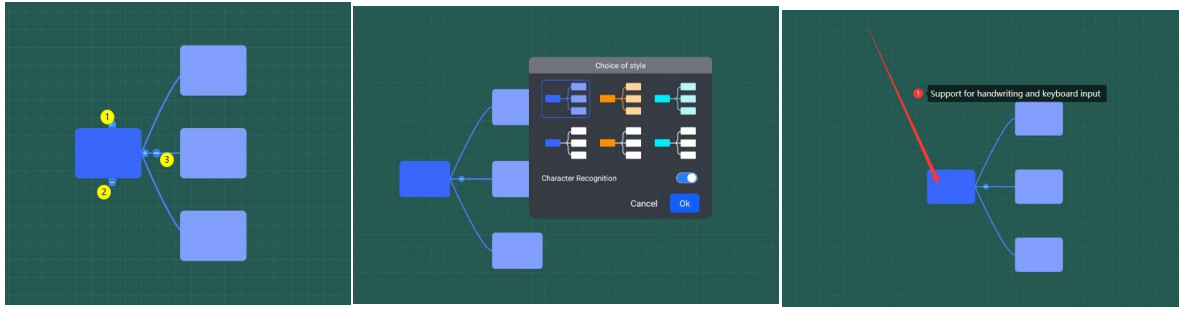 1
2
3
Choice of style
Character Recognition
Cancel Ok
1 Support for handwriting and keyboard input